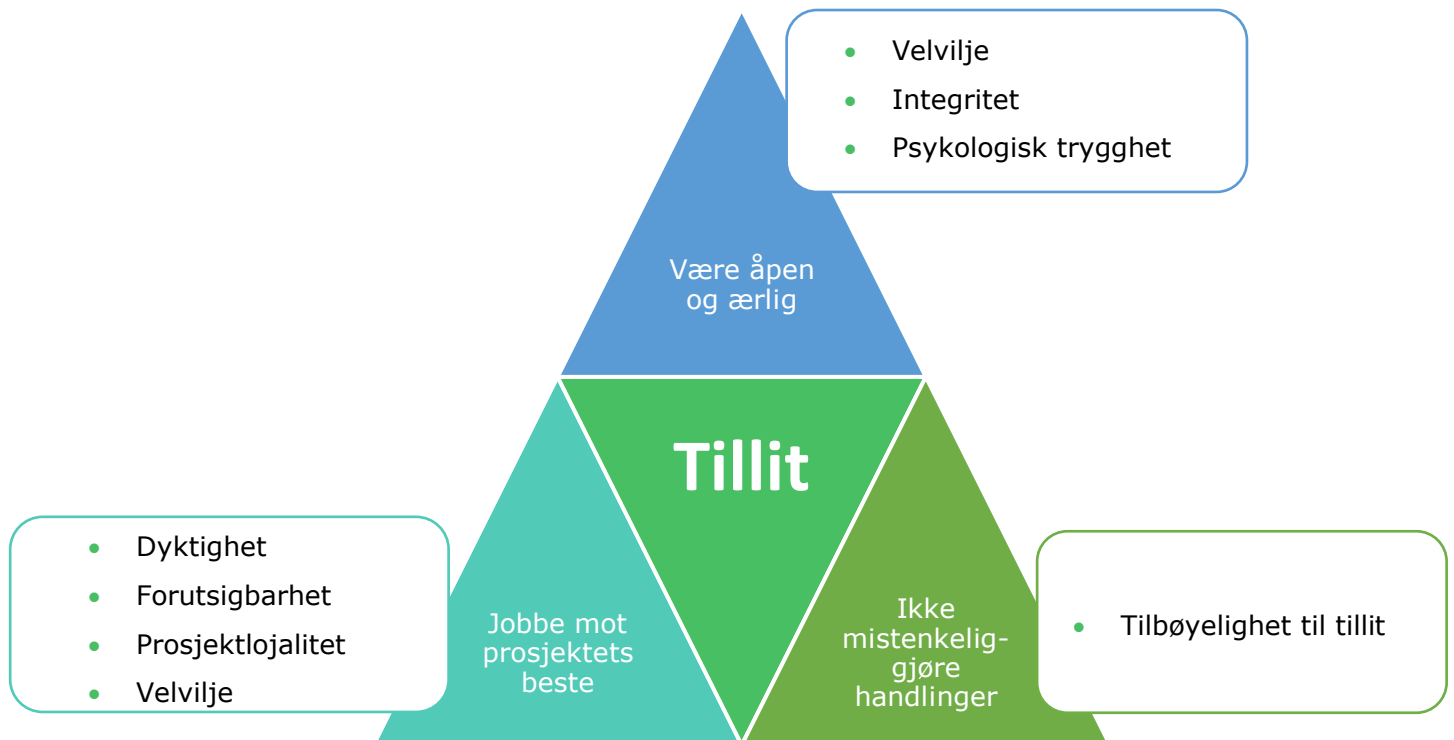 Velvilje
Integritet
Psykologisk trygghet
Være åpen
og ærlig
Tillit
Dyktighet
Forutsigbarhet
Prosjektlojalitet
Velvilje
Jobbe mot
prosjektets
beste
Ikke
mistenkelig-
gjøre
handlinger
Tilbøyelighet til tillit